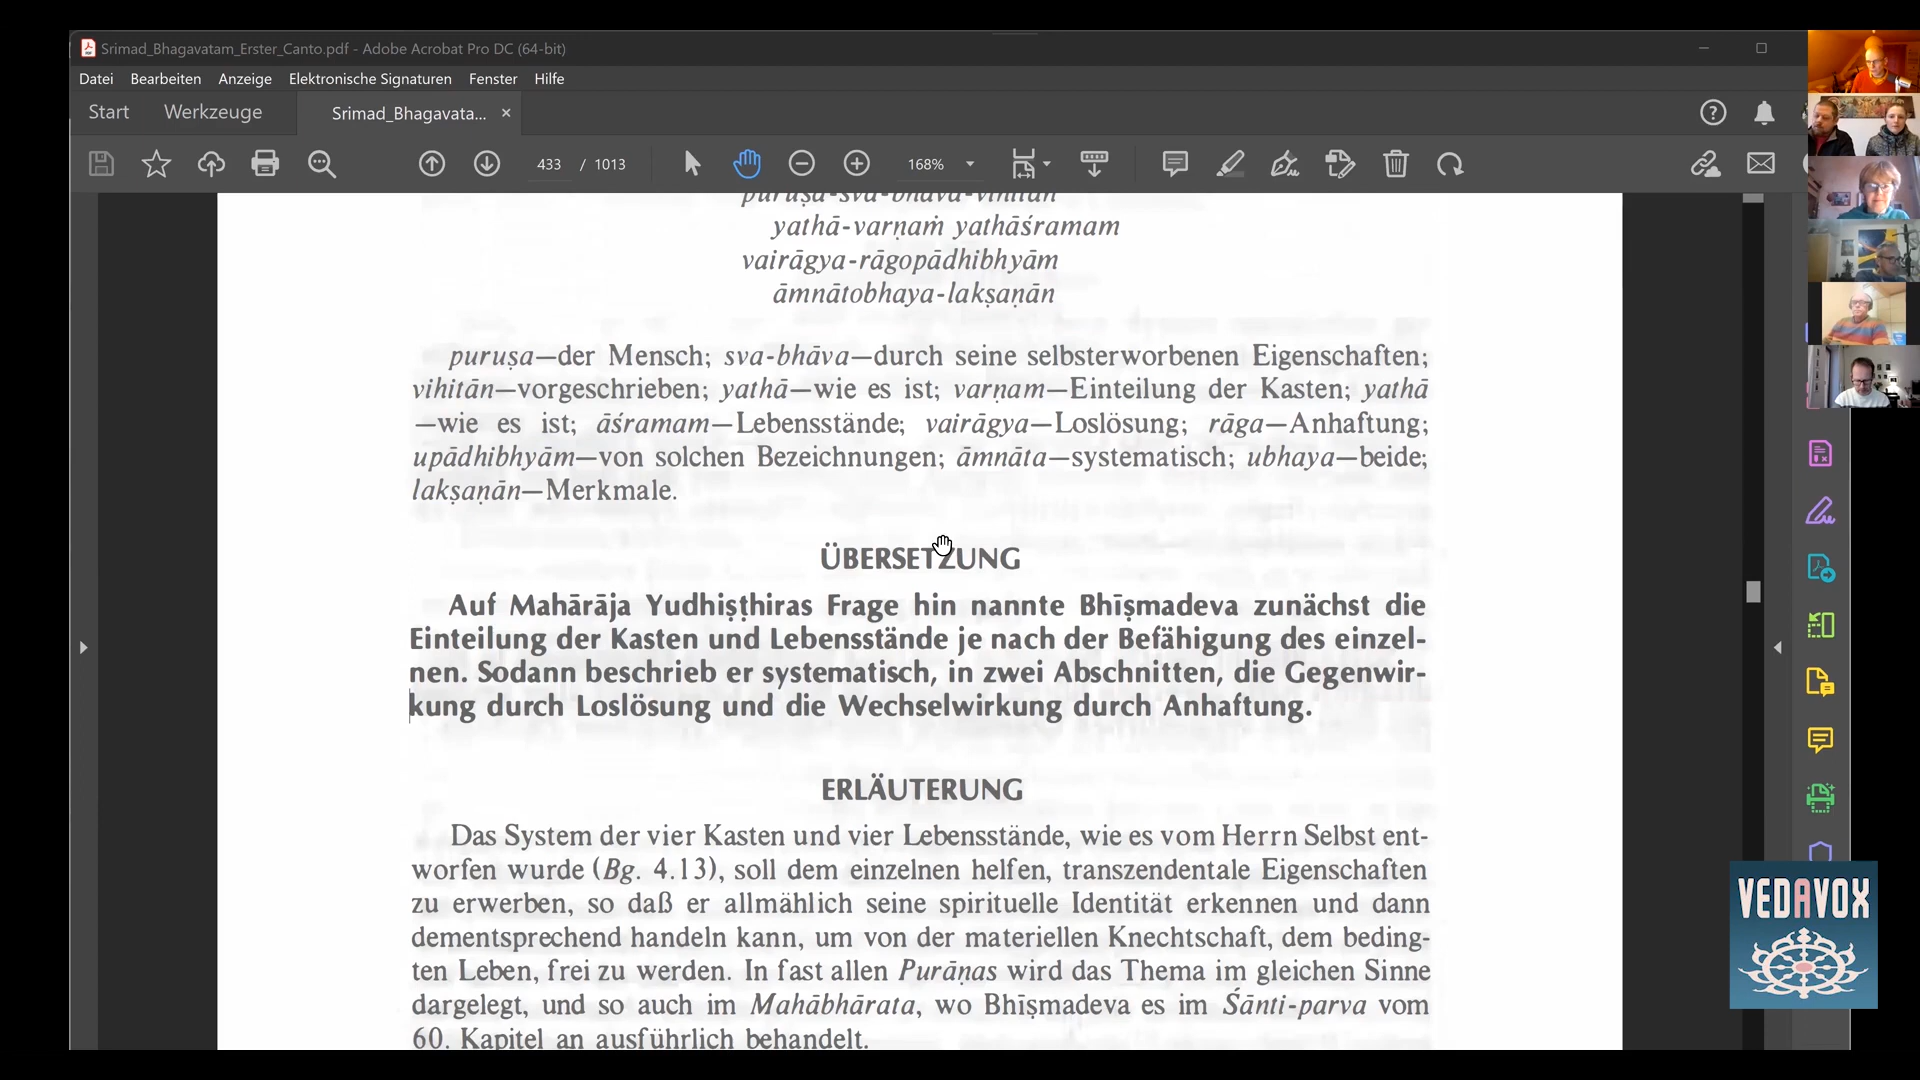 Srimad_Bhagavatam_Erster_Canto.pdf - Adobe Acrobat Pro DC (64-bit)
Datei Bearbeiten Anzeige Elektronische Signaturen Fenster Hilfe
Start Werkzeuge Srimad_Bhagavata... ×
433 / 1013 168%
puruṣa-sva-bhāva-vihitān
yathā-varṇaṁ yathāśramam
vairāgya-rāgopādhibhyām
āmnātobhaya-lakṣaṇān
puruṣa—der Mensch; sva-bhāva—durch seine selbsterworbenen Eigenschaften;
vihitān—vorgeschrieben; yathā—wie es ist; varṇam—Einteilung der Kasten; yathā
—wie es ist; āśramam—Lebensstände; vairāgya—Loslösung; rāga—Anhaftung;
upādhibhyām—von solchen Bezeichnungen; āmnāta—systematisch; ubhaya—beide;
lakṣaṇān—Merkmale.
ÜBERSETZUNG
Auf Mahārāja Yudhiṣṭhiras Frage hin nannte Bhīṣmadeva zunächst die
Einteilung der Kasten und Lebensstände je nach der Befähigung des einzel-
nen. Sodann beschrieb er systematisch, in zwei Abschnitten, die Gegenwir-
kung durch Loslösung und die Wechselwirkung durch Anhaftung.
ERLÄUTERUNG
Das System der vier Kasten und vier Lebensstände, wie es vom Herrn Selbst ent-
worfen wurde (Bg. 4.13), soll dem einzelnen helfen, transzendentale Eigenschaften
zu erwerben, so daß er allmählich seine spirituelle Identität erkennen und dann
dementsprechend handeln kann, um von der materiellen Knechtschaft, dem beding-
ten Leben, frei zu werden. In fast allen Purāṇas wird das Thema im gleichen Sinne
dargelegt, und so auch im Mahābhārata, wo Bhīṣmadeva es im Śānti-parva vom
60. Kapitel an ausführlich behandelt.
VEDAVOX